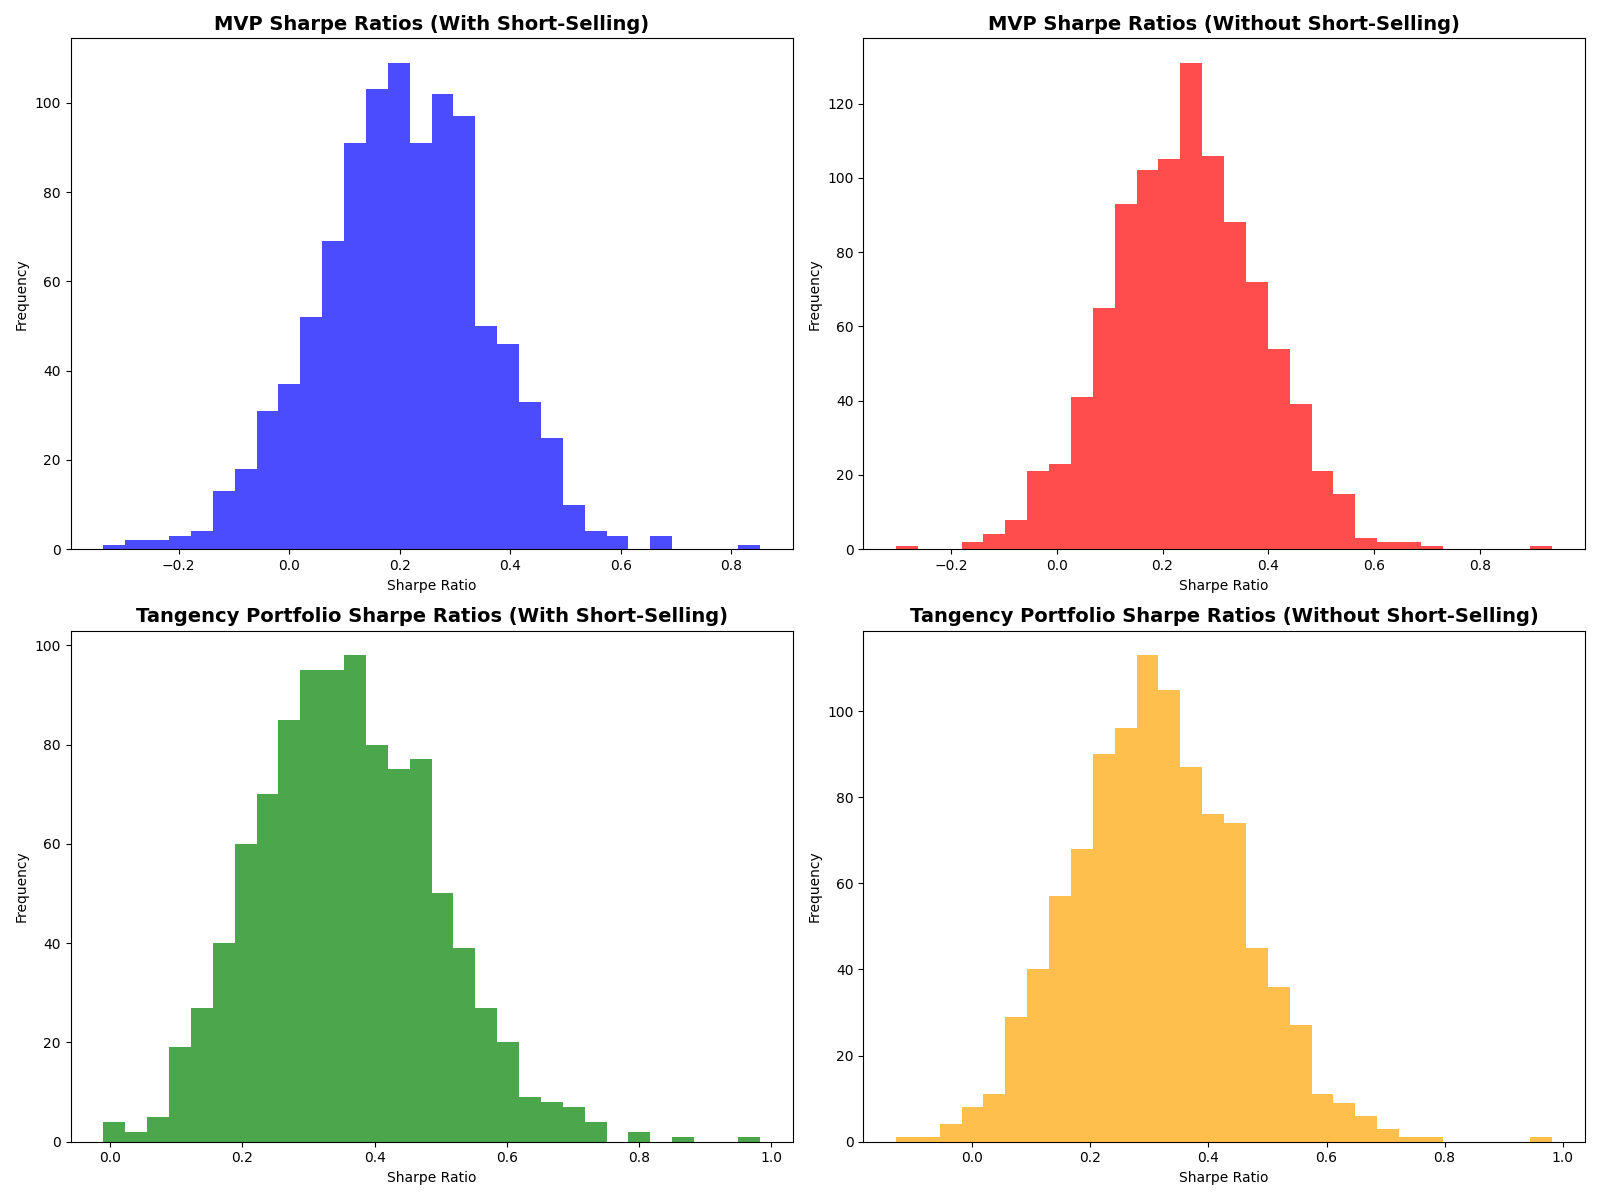 MVP Sharpe Ratios (With Short-Selling)
Frequency
100
80
60
40
20
0
−0.2 0.0 0.2 0.4 0.6 0.8
Sharpe Ratio
MVP Sharpe Ratios (Without Short-Selling)
Frequency
120
100
80
60
40
20
0
−0.2 0.0 0.2 0.4 0.6 0.8
Sharpe Ratio
Tangency Portfolio Sharpe Ratios (With Short-Selling)
Frequency
100
80
60
40
20
0
0.0 0.2 0.4 0.6 0.8 1.0
Sharpe Ratio
Tangency Portfolio Sharpe Ratios (Without Short-Selling)
Frequency
100
80
60
40
20
0
0.0 0.2 0.4 0.6 0.8 1.0
Sharpe Ratio